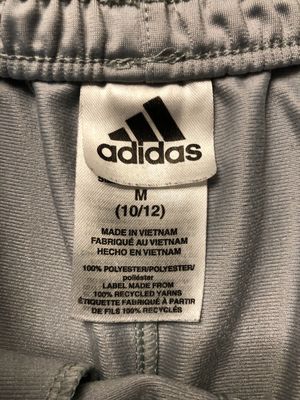 adidas
M
(10/12)
MADE IN VIETNAM
FABRIQUÉ AU VIETNAM
HECHO EN VIETNAM
100% POLYESTER/POLYESTER/
poliéster
LABEL MADE FROM
100% RECYCLED YARNS
ÉTIQUETTE FABRIQUÉ À PARTIR
DE FILS 100% RECYCLÉS